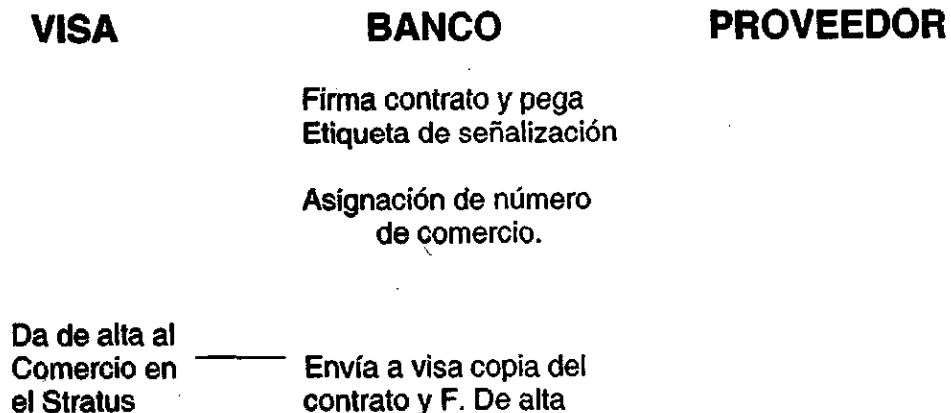 VISA BANCO PROVEEDOR
Firma contrato y pega
Etiqueta de señalización
Asignación de número
de comercio.
Da de alta al
Comercio en
el Stratus
Envía a visa copia del
contrato y F. De alta